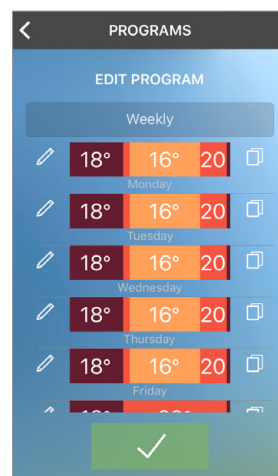 PROGRAMS
EDIT PROGRAM
Weekly
18° 16° 20
Monday
18° 16° 20
Tuesday
18° 16° 20
Wednesday
18° 16° 20
Thursday
18° 16° 20
Friday